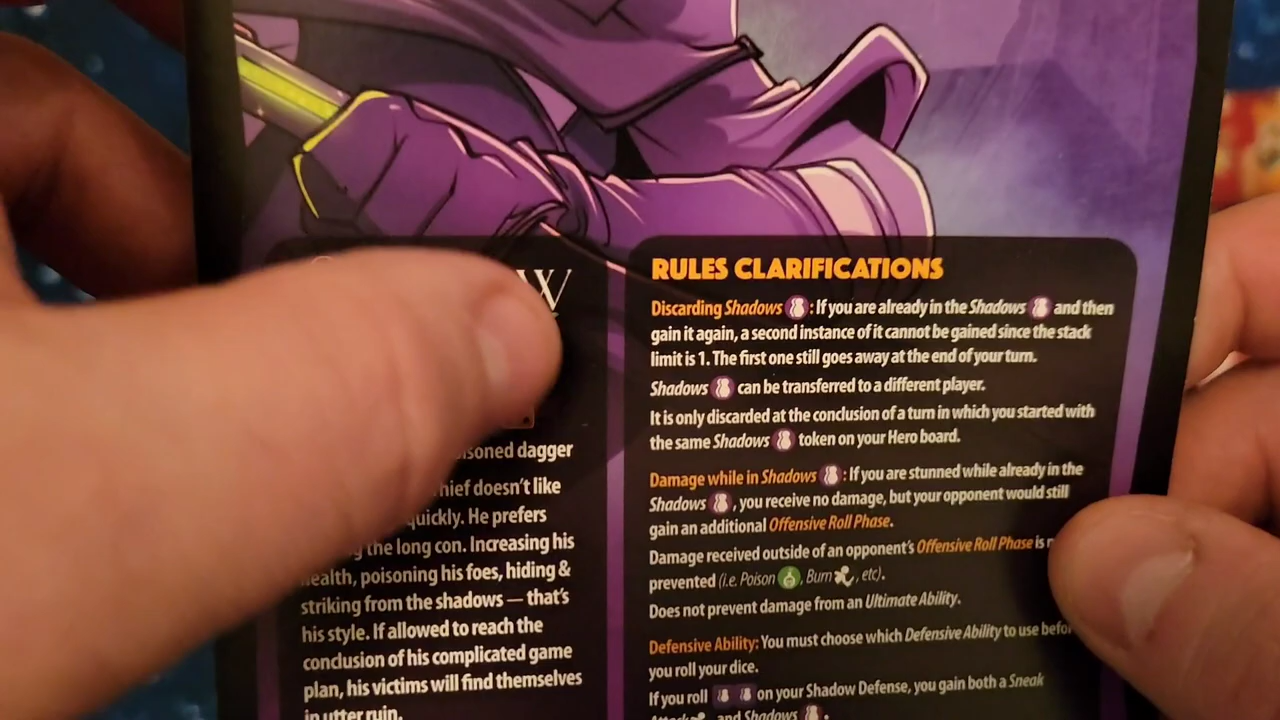 W
soned dagger
hief doesn't like
quickly. He prefers
the long con. Increasing his
health, poisoning his foes, hiding &
striking from the shadows — that's
his style. If allowed to reach the
conclusion of his complicated game
plan, his victims will find themselves
in utter ruin.
RULES CLARIFICATIONS
Discarding Shadows : If you are already in the Shadows and then
gain it again, a second instance of it cannot be gained since the stack
limit is 1. The first one still goes away at the end of your turn.
Shadows can be transferred to a different player.
It is only discarded at the conclusion of a turn in which you started with
the same Shadows token on your Hero board.
Damage while in Shadows : If you are stunned while already in the
Shadows , you receive no damage, but your opponent would still
gain an additional Offensive Roll Phase.
Damage received outside of an opponent's Offensive Roll Phase is
prevented (i.e. Poison , Burn , etc).
Does not prevent damage from an Ultimate Ability.
Defensive Ability: You must choose which Defensive Ability to use befor
you roll your dice.
If you roll on your Shadow Defense, you gain both a Sneak
Attack and Shadows .